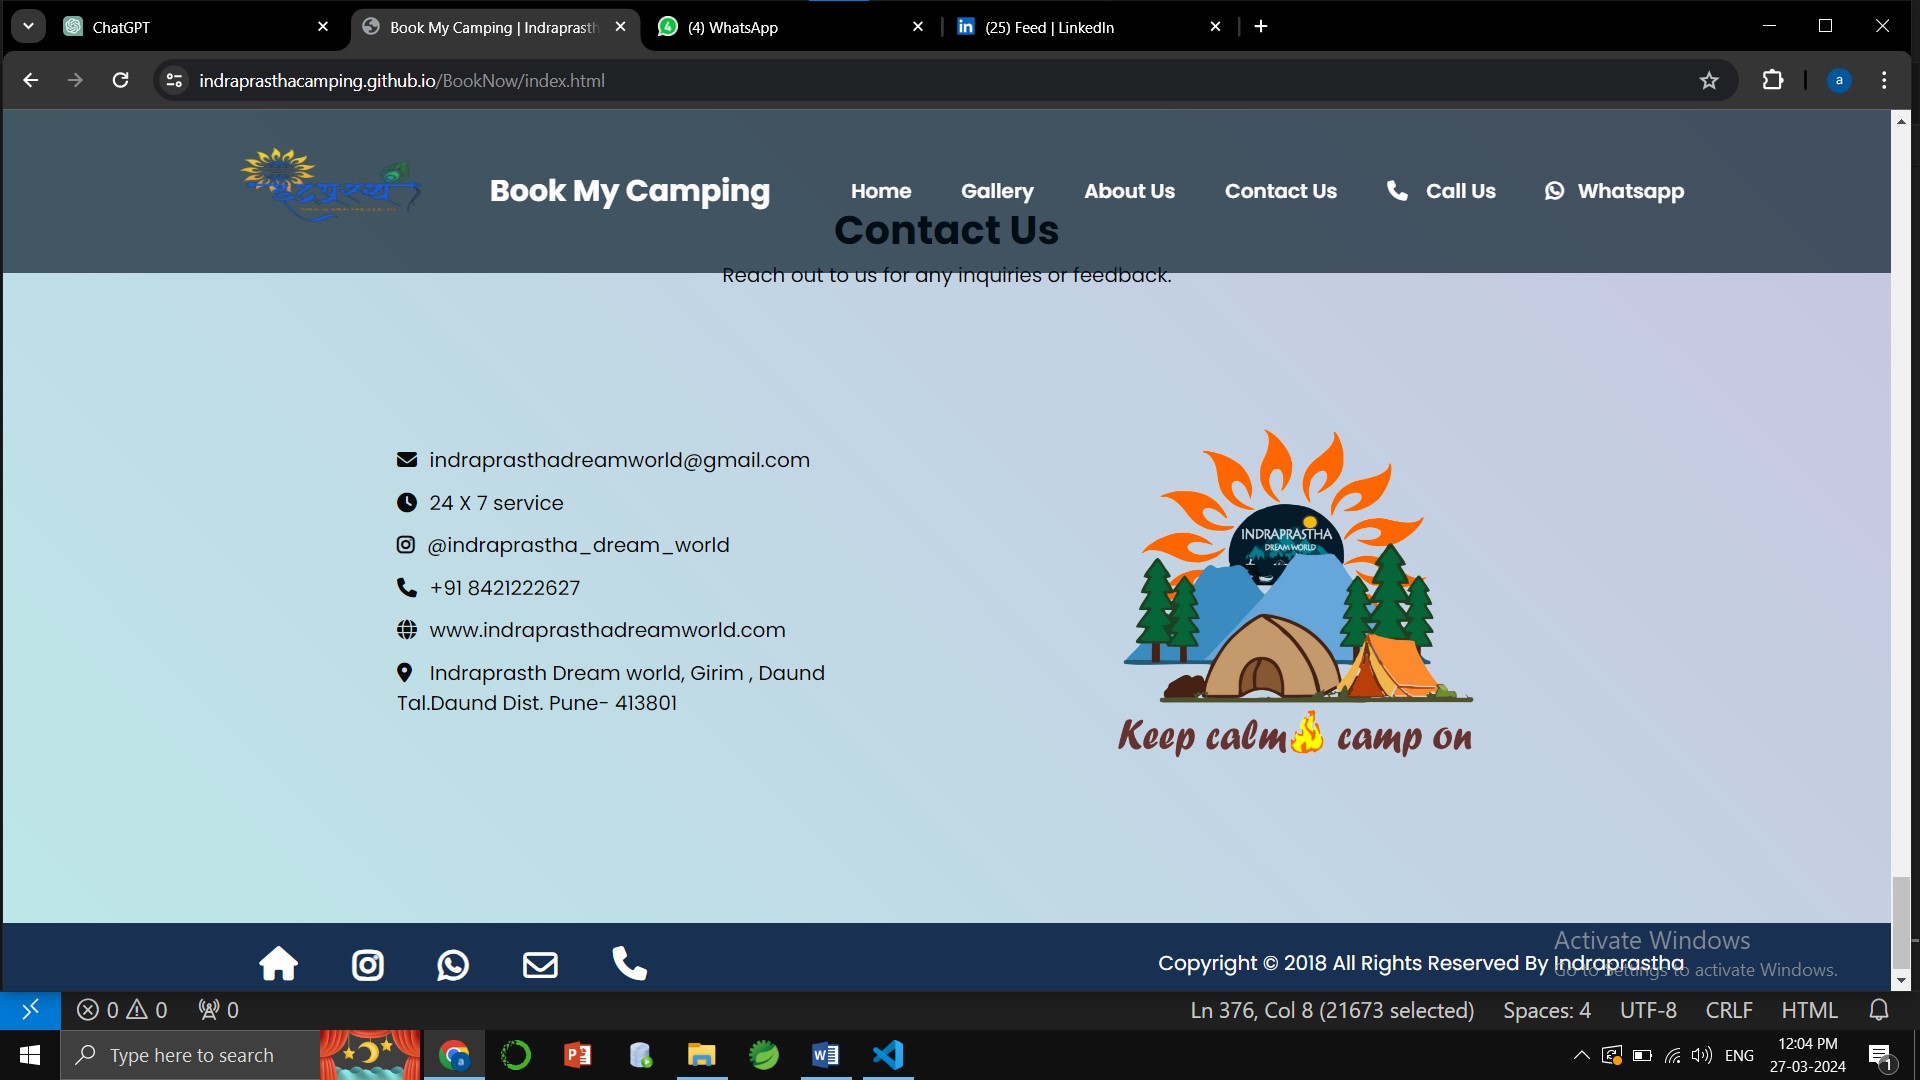 ChatGPT
Book My Camping | Indraprasth
(4) WhatsApp
(25) Feed | LinkedIn
indraprasthacamping.github.io/BookNow/index.html
a
इंद्रप्रस्थ
Book My Camping
Home
Gallery
About Us
Contact Us
Call Us
Whatsapp
Contact Us
Reach out to us for any inquiries or feedback.
indraprasthadreamworld@gmail.com
24 X 7 service
@indraprastha_dream_world
+91 8421222627
www.indraprasthadreamworld.com
Indraprasth Dream world, Girim , Daund
Tal.Daund Dist. Pune- 413801
INDRAPRASTHA
DREAM WORLD
Keep calm camp on
Copyright © 2018 All Rights Reserved By Indraprastha
Activate Windows
Go to Settings to activate Windows.
0 0 0
Ln 376, Col 8 (21673 selected)
Spaces: 4
UTF-8
CRLF
HTML
Type here to search
ENG
12:04 PM
27-03-2024
1